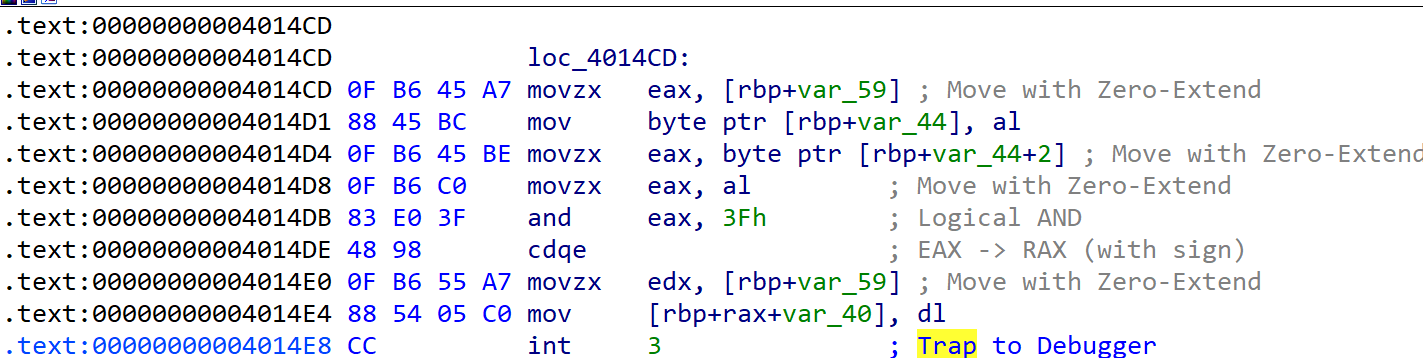 .text:00000000004014CD
.text:00000000004014CD loc_4014CD:
.text:00000000004014CD 0F B6 45 A7 movzx eax, [rbp+var_59] ; Move with Zero-Extend
.text:00000000004014D1 88 45 BC mov byte ptr [rbp+var_44], al
.text:00000000004014D4 0F B6 45 BE movzx eax, byte ptr [rbp+var_44+2] ; Move with Zero-Extend
.text:00000000004014D8 0F B6 C0 movzx eax, al ; Move with Zero-Extend
.text:00000000004014DB 83 E0 3F and eax, 3Fh ; Logical AND
.text:00000000004014DE 48 98 cdqe ; EAX -> RAX (with sign)
.text:00000000004014E0 0F B6 55 A7 movzx edx, [rbp+var_59] ; Move with Zero-Extend
.text:00000000004014E4 88 54 05 C0 mov [rbp+rax+var_40], dl
.text:00000000004014E8 CC int 3 ; Trap to Debugger